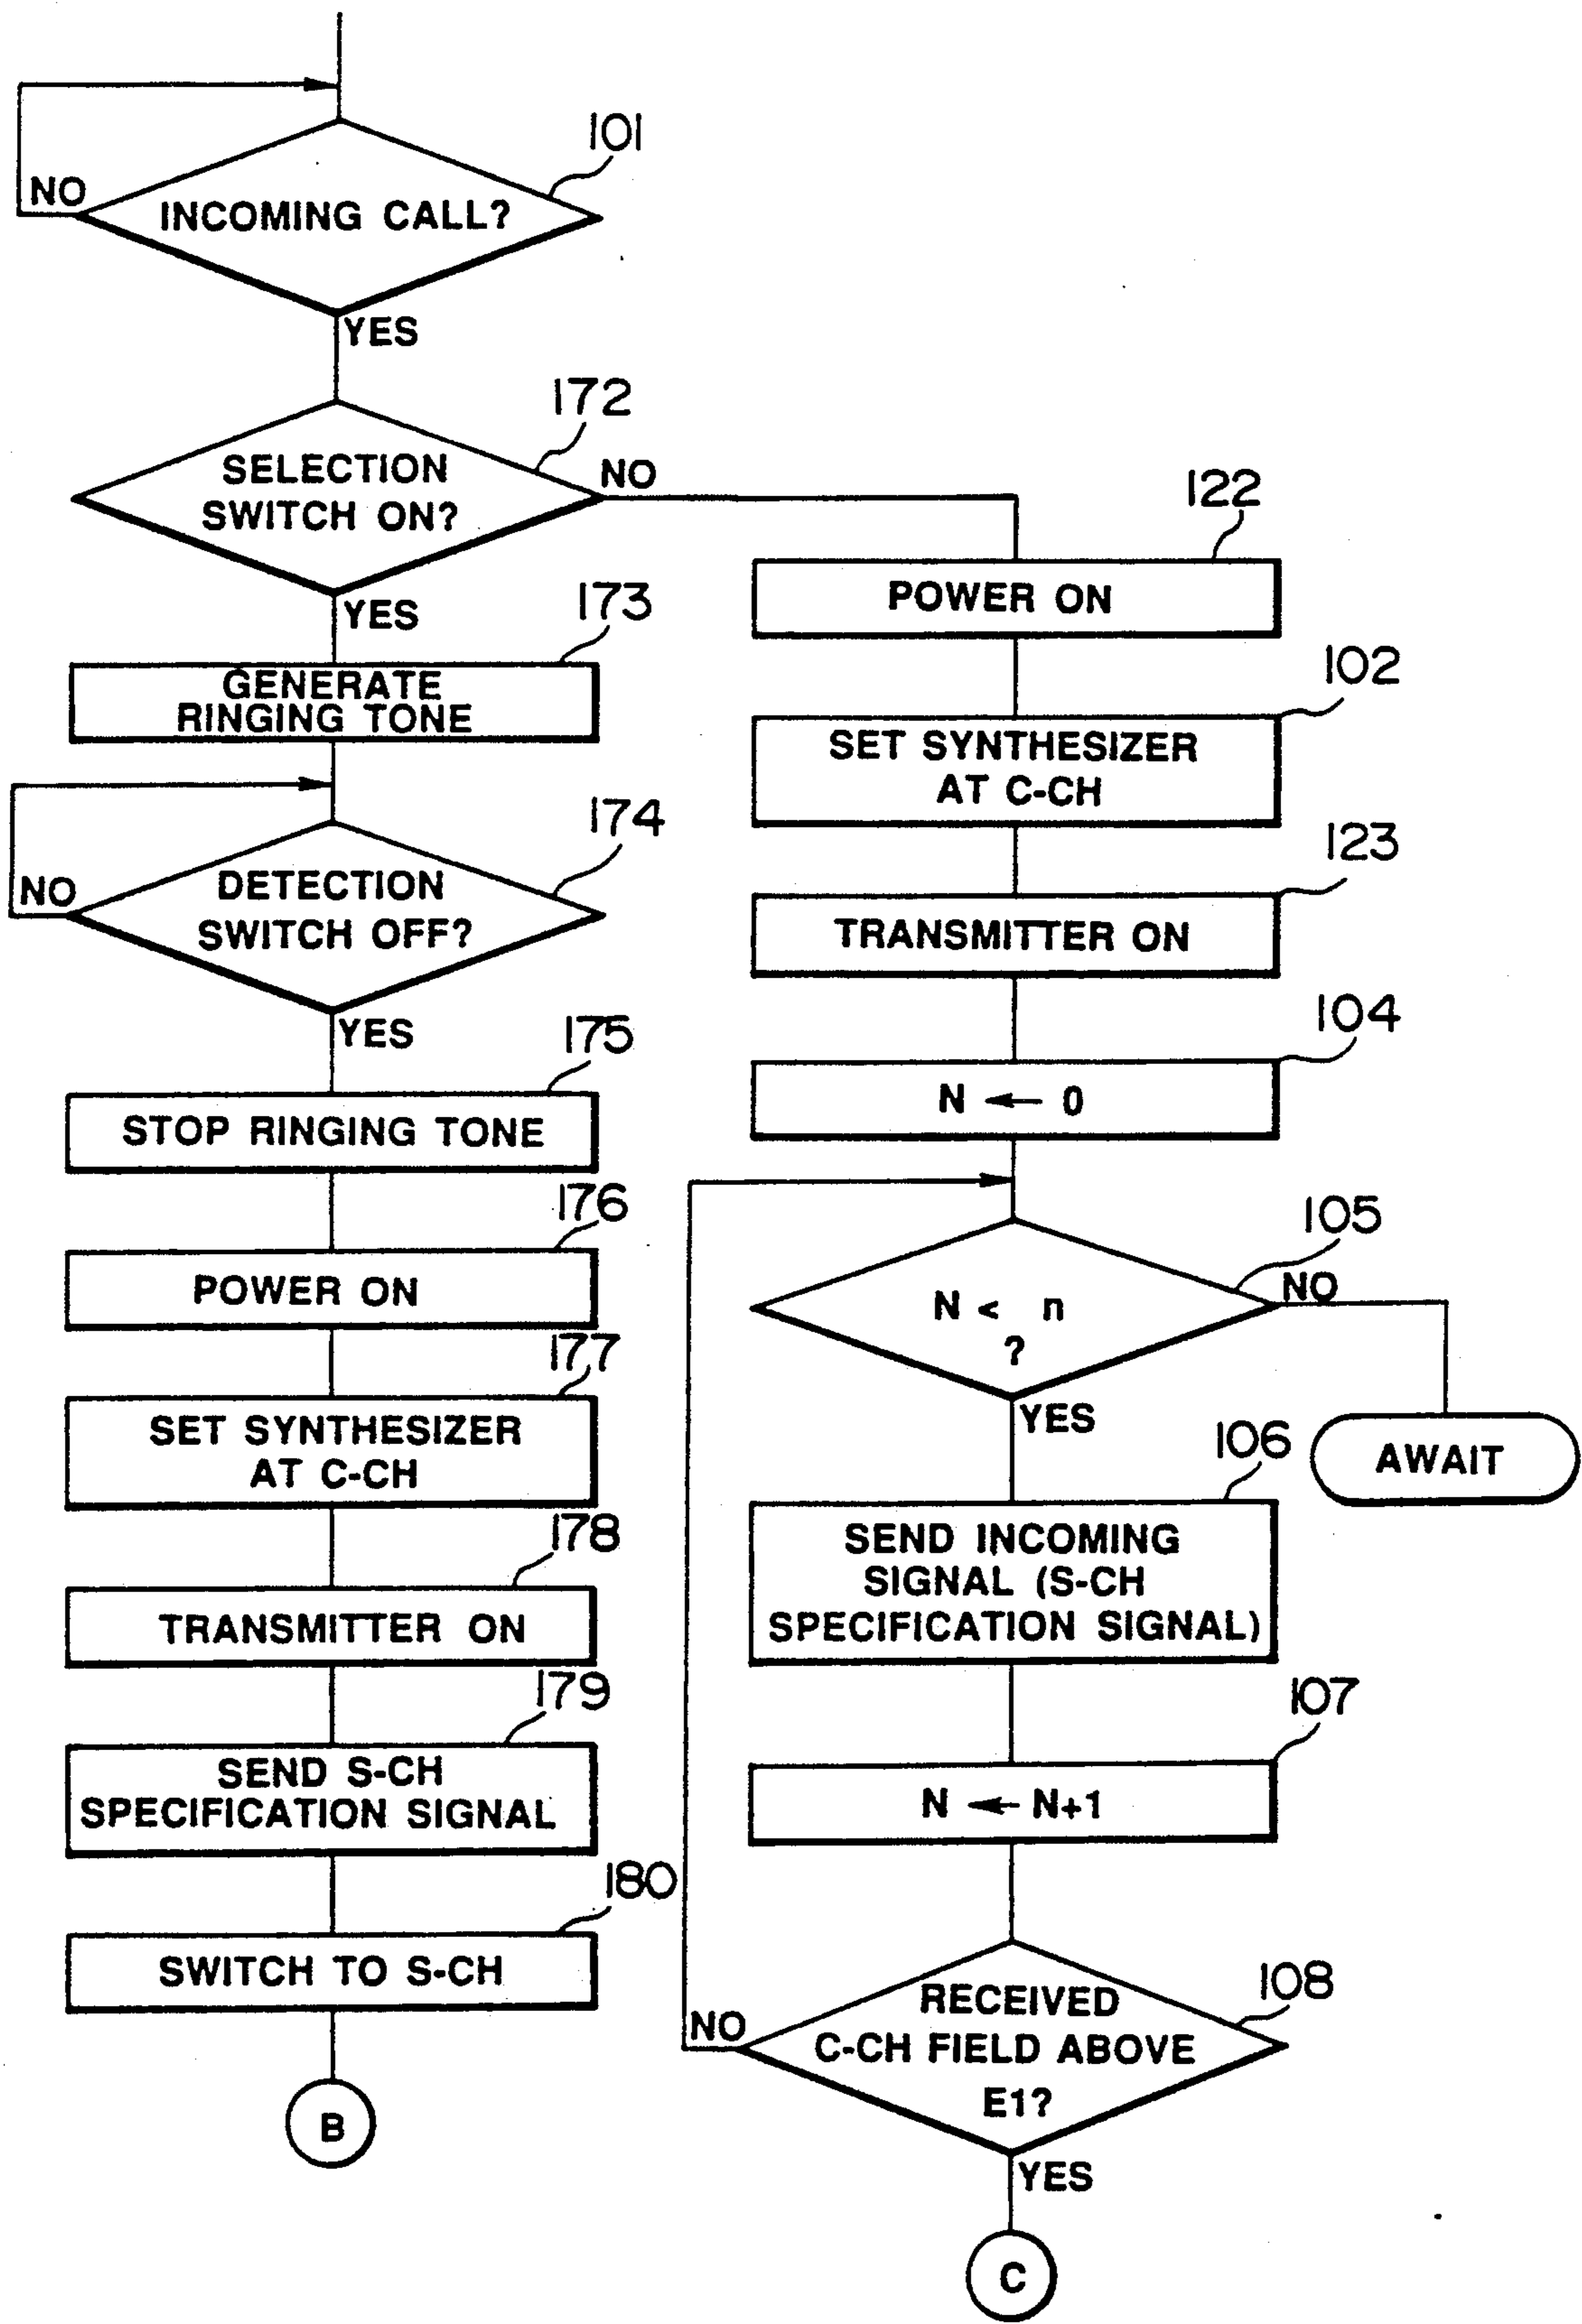 101
NO
INCOMING CALL?
YES
172
SELECTION
SWITCH ON?
NO
YES
173
GENERATE
RINGING TONE
174
NO
DETECTION
SWITCH OFF?
YES
175
STOP RINGING TONE
176
POWER ON
177
SET SYNTHESIZER
AT C-CH
178
TRANSMITTER ON
179
SEND S-CH
SPECIFICATION SIGNAL
180
SWITCH TO S-CH
B
122
POWER ON
102
SET SYNTHESIZER
AT C-CH
123
TRANSMITTER ON
104
N ← 0
105
N < n
?
NO
YES
AWAIT
106
SEND INCOMING
SIGNAL (S-CH
SPECIFICATION SIGNAL)
107
N ← N+1
108
NO
RECEIVED
C-CH FIELD ABOVE
E1?
YES
C